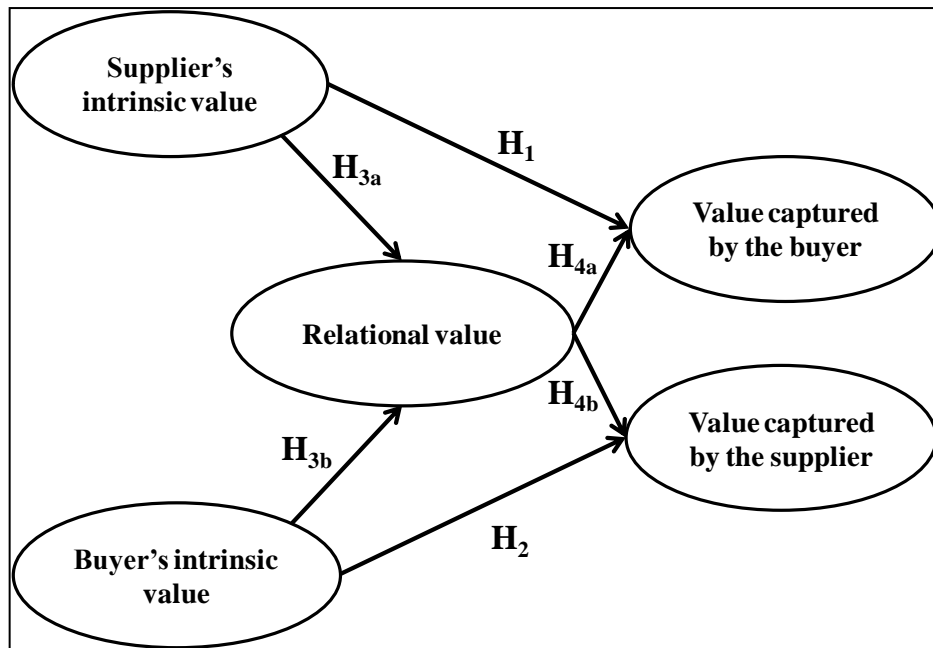 Supplier's
intrinsic value
H1
H3a
Value captured
by the buyer
H4a
Relational value
H4b
Value captured
by the supplier
H3b
H2
Buyer's intrinsic
value